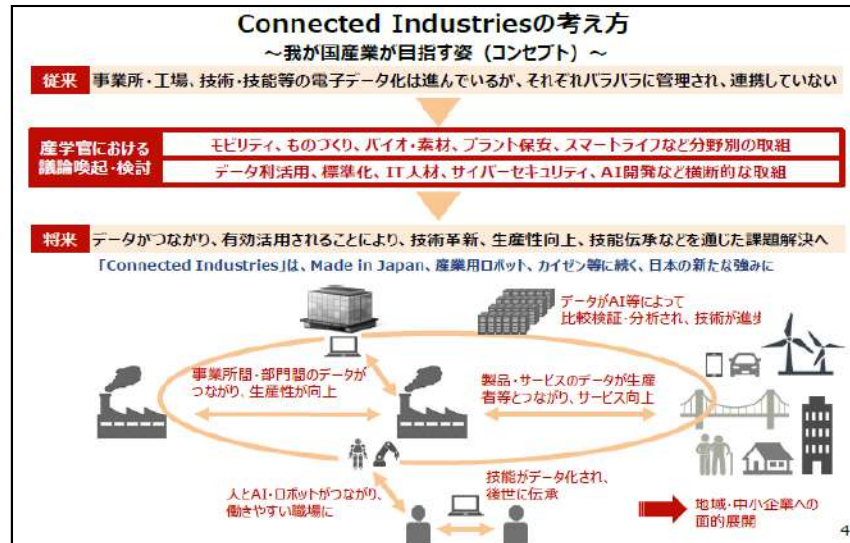 Connected Industriesの考え方
～我が国産業が目指す姿（コンセプト）～
従来 事業所・工場、技術・技能等の電子データ化は進んでいるが、それぞれバラバラに管理され、連携していない
産学官における
議論喚起・検討
モビリティ、ものづくり、バイオ・素材、プラント保安、スマートライフなど分野別の取組
データ利活用、標準化、IT人材、サイバーセキュリティ、AI開発など横断的な取組
将来 データがつながり、有効活用されることにより、技術革新、生産性向上、技能伝承などを通じた課題解決へ
「Connected Industries」は、Made in Japan、産業用ロボット、カイゼン等に続く、日本の新たな強みに
データがAI等によって
比較検証・分析され、技術が進歩
事業所間・部門間のデータが
つながり、生産性が向上
製品・サービスのデータが生産
者等とつながり、サービス向上
人とAI・ロボットがつながり、
働きやすい職場に
技能がデータ化され、
後世に伝承
地域・中小企業への
面的展開
4